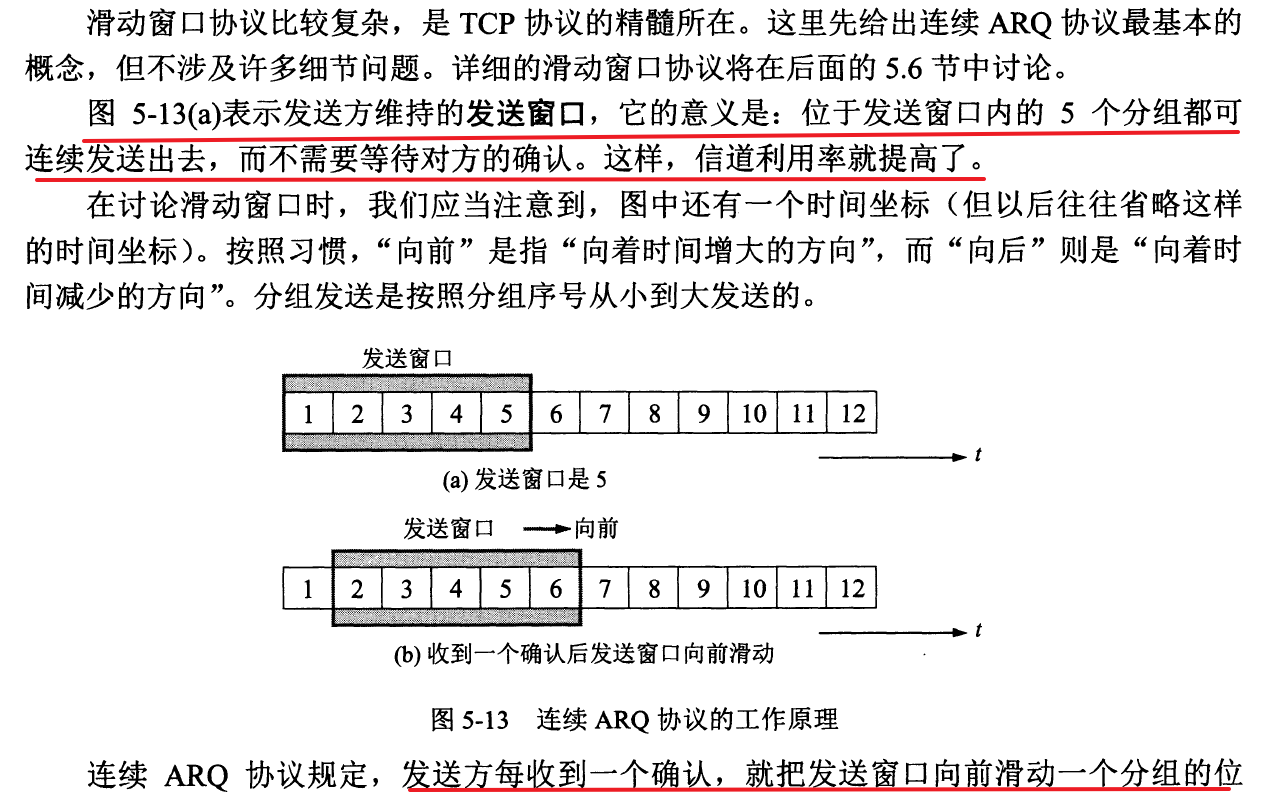 滑动窗口协议比较复杂，是 TCP 协议的精髓所在。这里先给出连续 ARQ 协议最基本的
概念，但不涉及许多细节问题。详细的滑动窗口协议将在后面的 5.6 节中讨论。
图 5-13(a)表示发送方维持的发送窗口，它的意义是：位于发送窗口内的 5 个分组都可
连续发送出去，而不需要等待对方的确认。这样，信道利用率就提高了。
在讨论滑动窗口时，我们应当注意到，图中还有一个时间坐标（但以后往往省略这样
的时间坐标）。按照习惯，“向前”是指“向着时间增大的方向”，而“向后”则是“向着时
间减少的方向”。分组发送是按照分组序号从小到大发送的。
发送窗口
1 2 3 4 5 6 7 8 9 10 11 12
t
(a) 发送窗口是 5
发送窗口 向前
1 2 3 4 5 6 7 8 9 10 11 12
t
(b) 收到一个确认后发送窗口向前滑动
图 5-13 连续 ARQ 协议的工作原理
连续 ARQ 协议规定，发送方每收到一个确认，就把发送窗口向前滑动一个分组的位